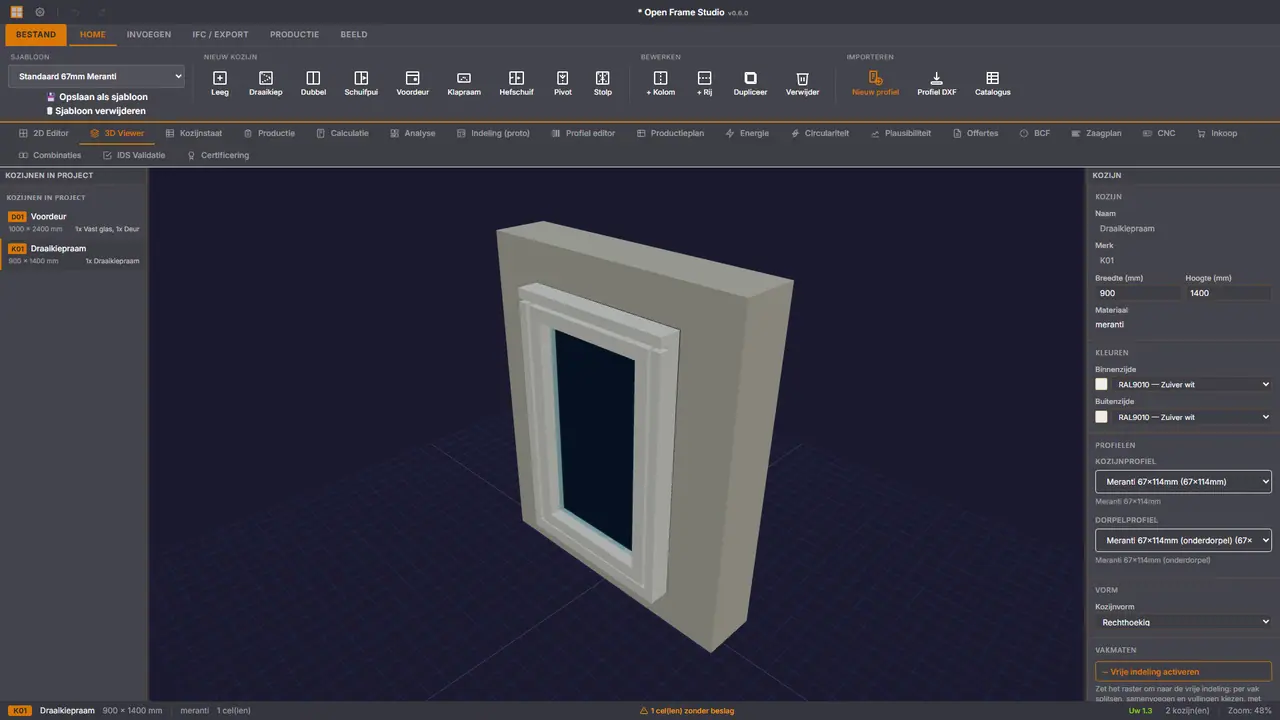 * Open Frame Studio v0.6.0
BESTAND HOME INVOEGEN IFC / EXPORT PRODUCTIE BEELD
SJABLOON
Standaard 67mm Meranti
Opslaan als sjabloon
Sjabloon verwijderen
NIEUW KOZIJN
Leeg Draaikiep Dubbel Schuifpui Voordeur Klapraam Hefschuif Pivot Stolp
BEWERKEN
+ Kolom + Rij Dupliceer Verwijder
IMPORTEREN
Nieuw profiel Profiel DXF Catalogus
2D Editor 3D Viewer Kozijnstaat Productie Calculatie Analyse Indeling (proto) Profiel editor Productieplan Energie Circulariteit Plausibiliteit Offertes BCF Zaagplan CNC Inkoop
Combinaties IDS Validatie Certificering
KOZIJNEN IN PROJECT
KOZIJNEN IN PROJECT
D01 Voordeur
1000 × 2400 mm 1x Vast glas, 1x Deur
K01 Draaikiepraam
900 × 1400 mm 1x Draaikiepraam
KOZIJN
KOZIJN
Naam
Draaikiepraam
Merk
K01
Breedte (mm) Hoogte (mm)
900 1400
Materiaal
meranti
KLEUREN
Binnenzijde
RAL9010 — Zuiver wit
Buitenzijde
RAL9010 — Zuiver wit
PROFIELEN
KOZIJNPROFIEL
Meranti 67×114mm (67×114mm)
Meranti 67×114mm
DORPELPROFIEL
Meranti 67×114mm (onderdorpel) (67×
Meranti 67×114mm (onderdorpel)
VORM
Kozijnvorm
Rechthoekig
VAKMATEN
Vrije indeling activeren
Zet het raster om naar de vrije indeling: per vak
splitsen, samenvoegen en vullingen kiezen, met
K01 Draaikiepraam 900 × 1400 mm meranti 1 cel(len)
1 cel(len) zonder beslag
Uw 1.3 2 kozijn(en) Zoom: 48%